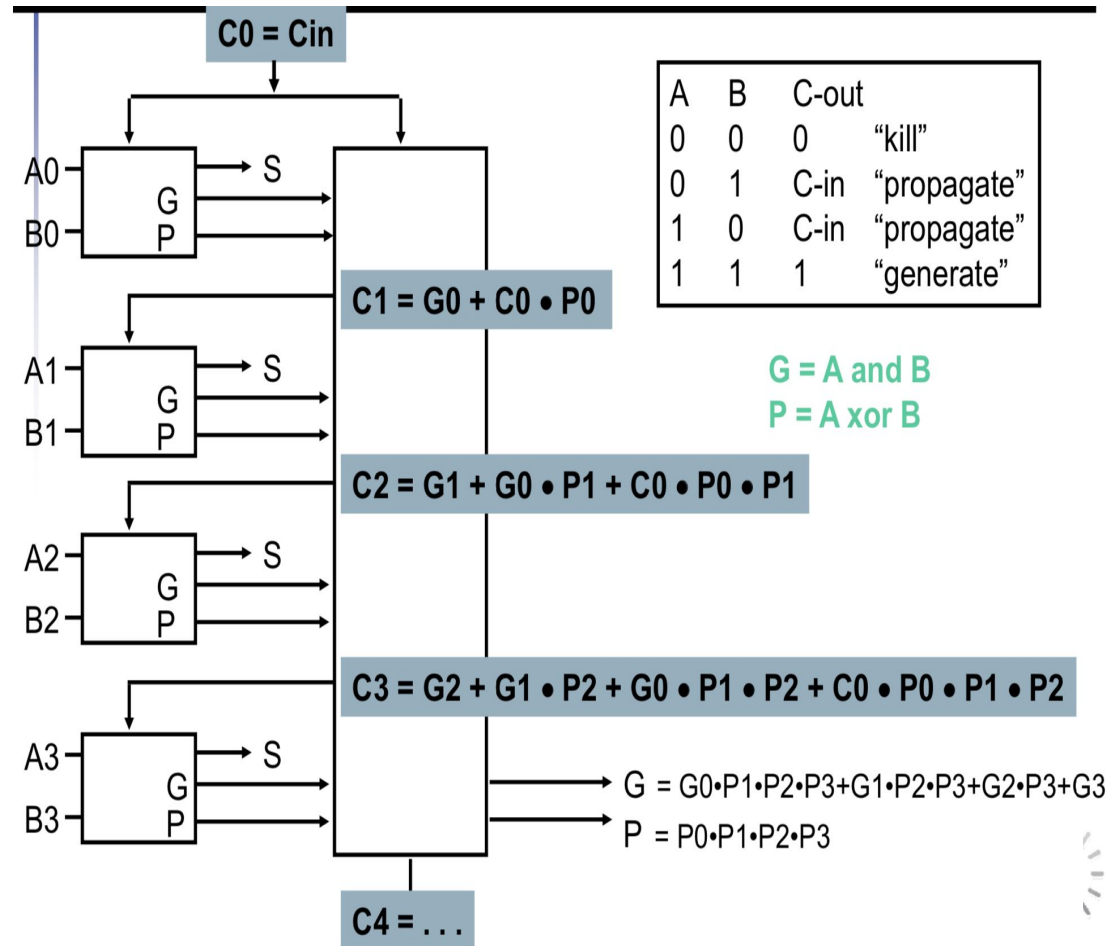 C0 = Cin
A B C-out
0 0 0 “kill”
0 1 C-in “propagate”
1 0 C-in “propagate”
1 1 1 “generate”
A0
S
G
B0
P
C1 = G0 + C0 • P0
G = A and B
P = A xor B
A1
S
G
B1
P
C2 = G1 + G0 • P1 + C0 • P0 • P1
A2
S
G
B2
P
C3 = G2 + G1 • P2 + G0 • P1 • P2 + C0 • P0 • P1 • P2
A3
S
G
B3
P
G = G0•P1•P2•P3+G1•P2•P3+G2•P3+G3
P = P0•P1•P2•P3
C4 = . . .